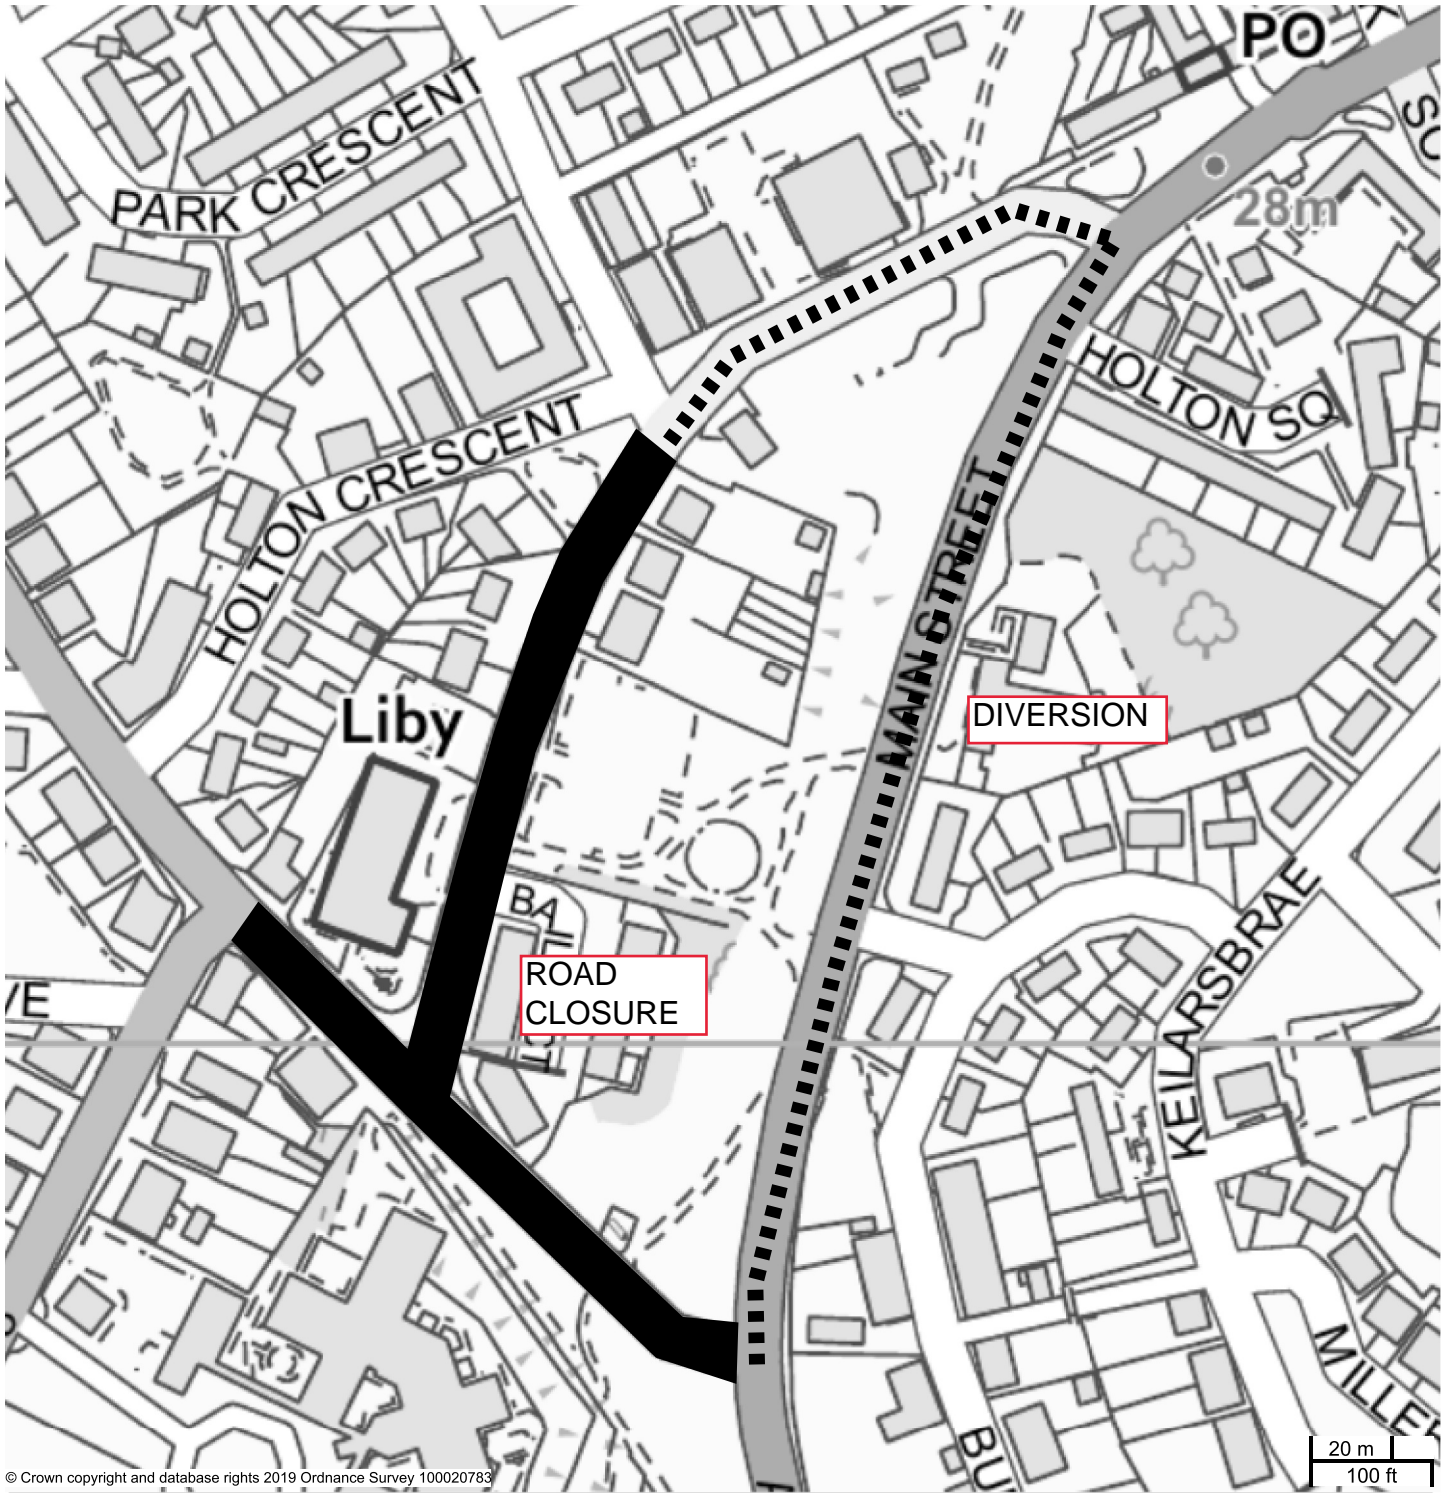 PO
PARK CRESCENT
28m
HOLTON SQ
HOLTON CRESCENT
MAIN STREET
Liby
DIVERSION
KEILARSBRAE
ROAD
CLOSURE
20 m
100 ft
© Crown copyright and database rights 2019 Ordnance Survey 100020783